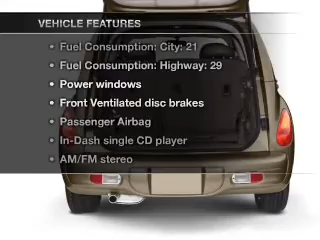 VEHICLE FEATURES
• Fuel Consumption: City: 21
• Fuel Consumption: Highway: 29
• Power windows
• Front Ventilated disc brakes
• Passenger Airbag
• In-Dash single CD player
• AM/FM stereo